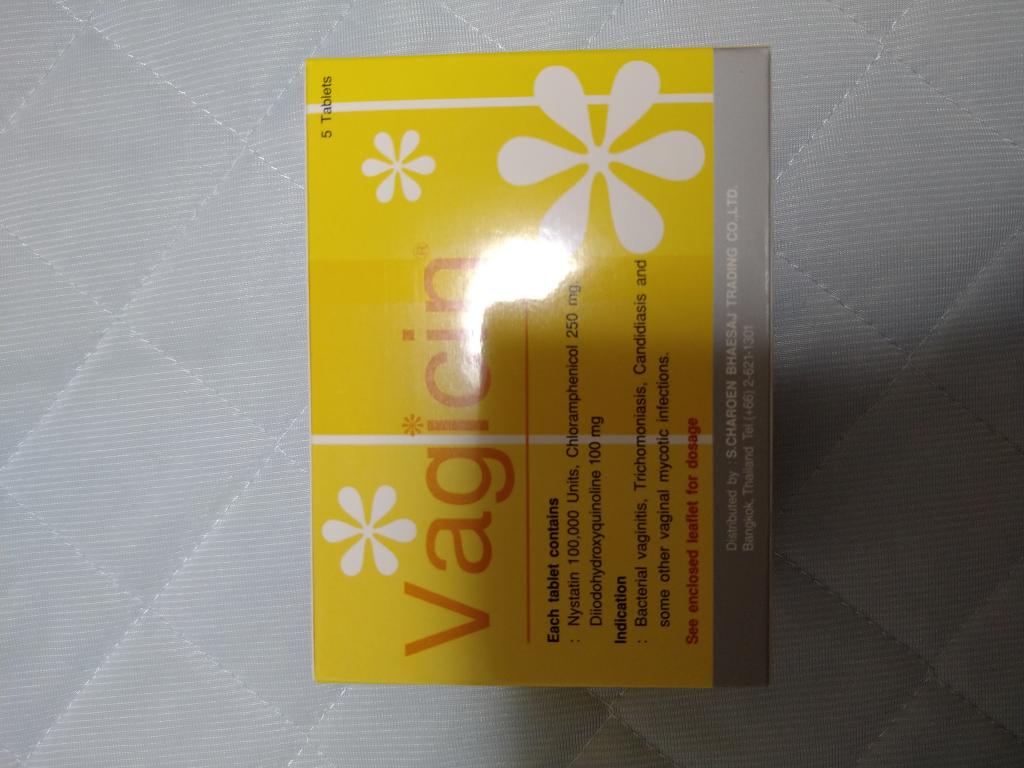 5 Tablets
Vagicin®
Each tablet contains
: Nystatin 100,000 Units, Chloramphenicol 250 mg
Diiodohydroxyquinoline 100 mg
Indication
: Bacterial vaginitis, Trichomoniasis, Candidiasis and
some other vaginal mycotic infections.
See enclosed leaflet for dosage
Distributed by : S.CHAROEN BHAESAJ TRADING CO.,LTD.
Bangkok, Thailand Tel (+66) 2-621-1301